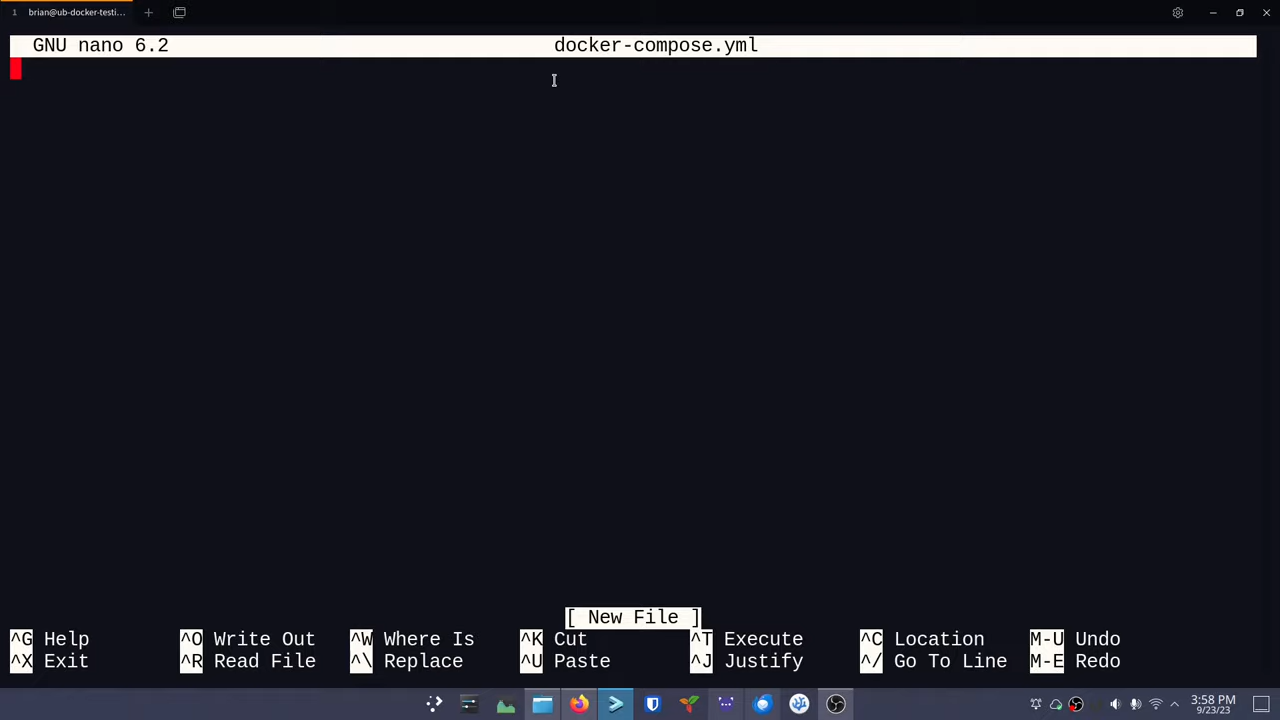 1 brian@ub-docker-testi...
GNU nano 6.2 docker-compose.yml
[ New File ]
^G Help ^O Write Out ^W Where Is ^K Cut ^T Execute ^C Location M-U Undo
^X Exit ^R Read File ^\ Replace ^U Paste ^J Justify ^/ Go To Line M-E Redo
3:58 PM
9/23/23